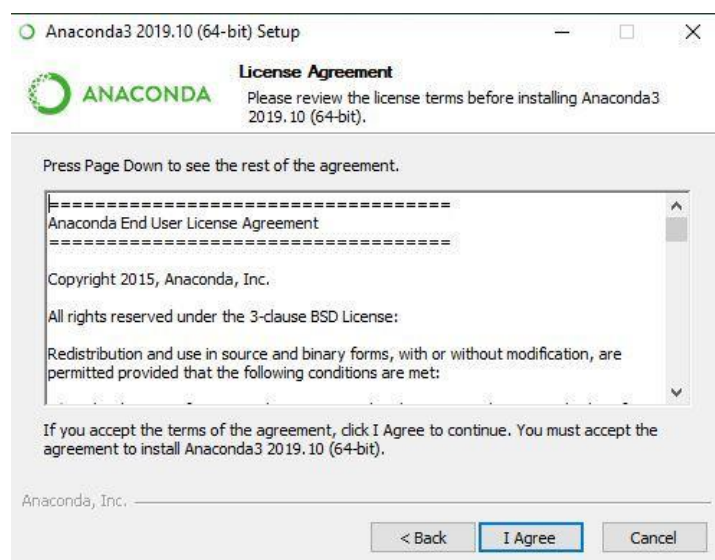 Anaconda3 2019.10 (64-bit) Setup
ANACONDA
License Agreement
Please review the license terms before installing Anaconda3
2019.10 (64-bit).
Press Page Down to see the rest of the agreement.
===================================
Anaconda End User License Agreement
===================================
Copyright 2015, Anaconda, Inc.
All rights reserved under the 3-clause BSD License:
Redistribution and use in source and binary forms, with or without modification, are
permitted provided that the following conditions are met:
If you accept the terms of the agreement, click I Agree to continue. You must accept the
agreement to install Anaconda3 2019.10 (64-bit).
Anaconda, Inc.
< Back
I Agree
Cancel